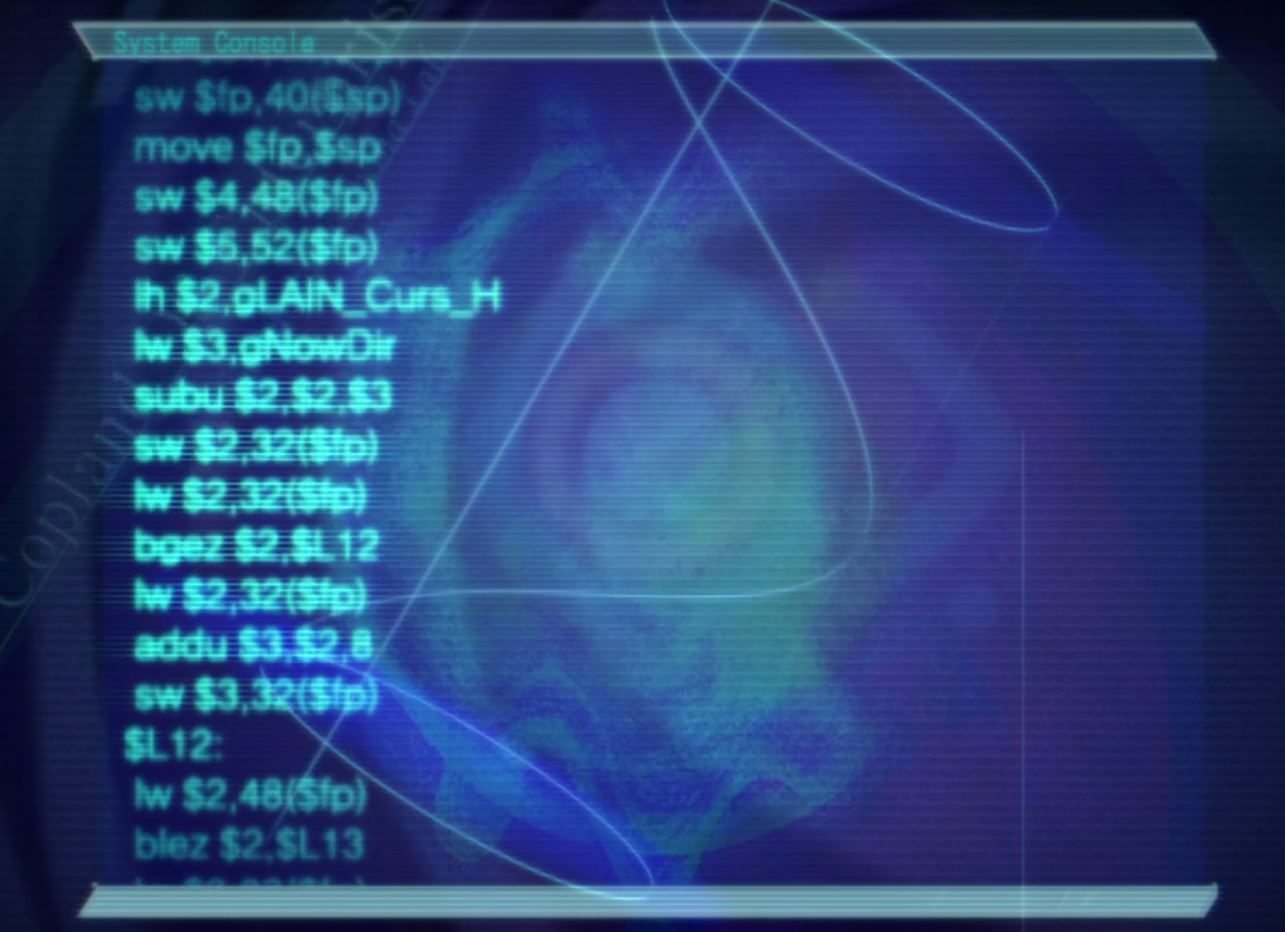 System Console
sw $fp,40($sp)
move $fp,$sp
sw $4,48($fp)
sw $5,52($fp)
lh $2,gLAIN_Curs_H
lw $3,gNowDir
subu $2,$2,$3
sw $2,32($fp)
lw $2,32($fp)
bgez $2,$L12
lw $2,32($fp)
addu $3,$2,8
sw $3,32($fp)
$L12:
lw $2,48($fp)
blez $2,$L13
Copland